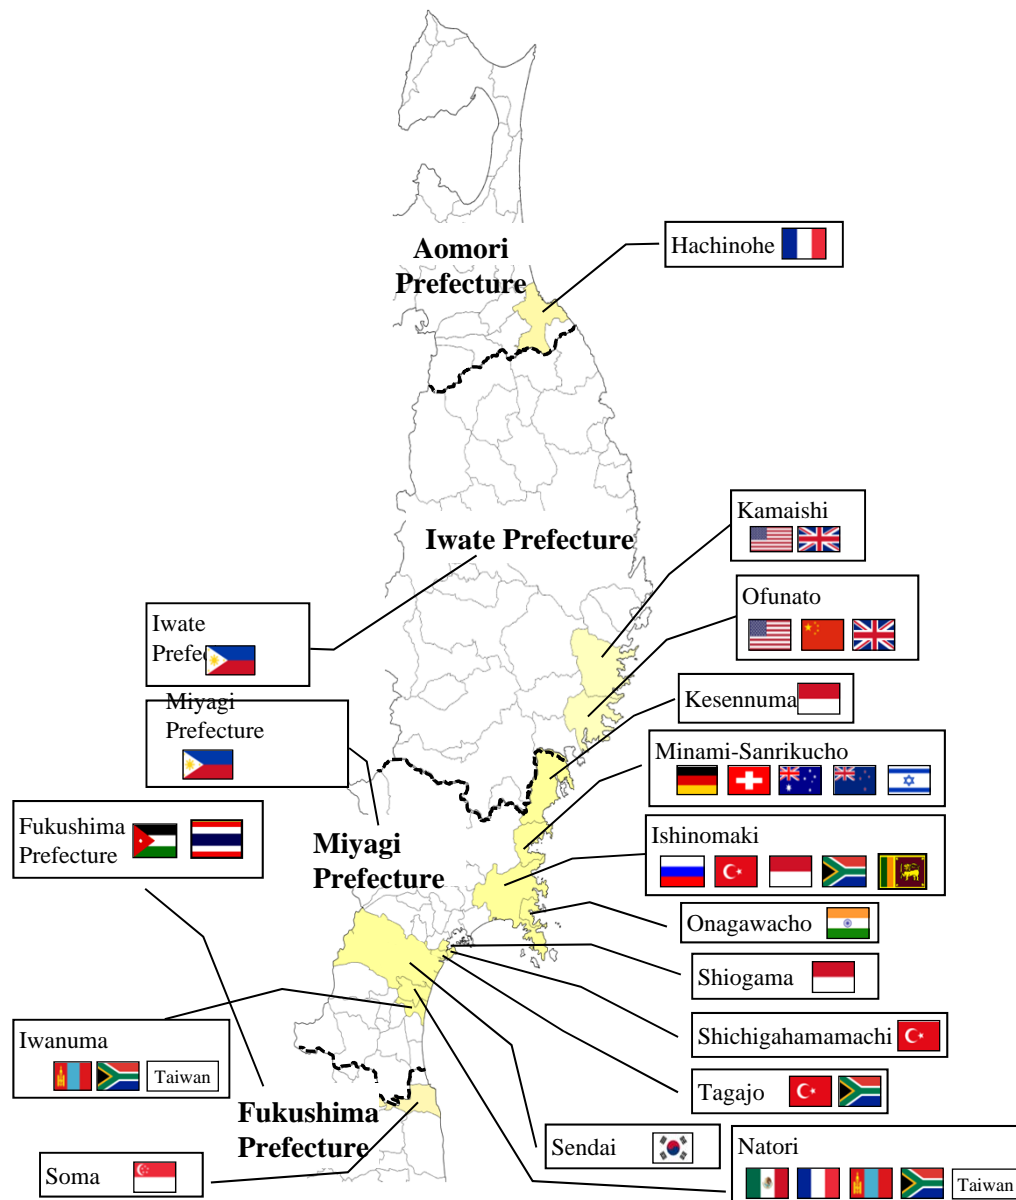 Aomori
Prefecture
Hachinohe
Iwate Prefecture
Kamaishi
Ofunato
Iwate
Prefec
Miyagi
Prefecture
Kesennuma
Minami-Sanrikucho
Fukushima
Prefecture
Miyagi
Prefecture
Ishinomaki
Onagawacho
Shiogama
Iwanuma
Taiwan
Shichigahamamachi
Tagajo
Fukushima
Prefecture
Sendai
Natori
Taiwan
Soma